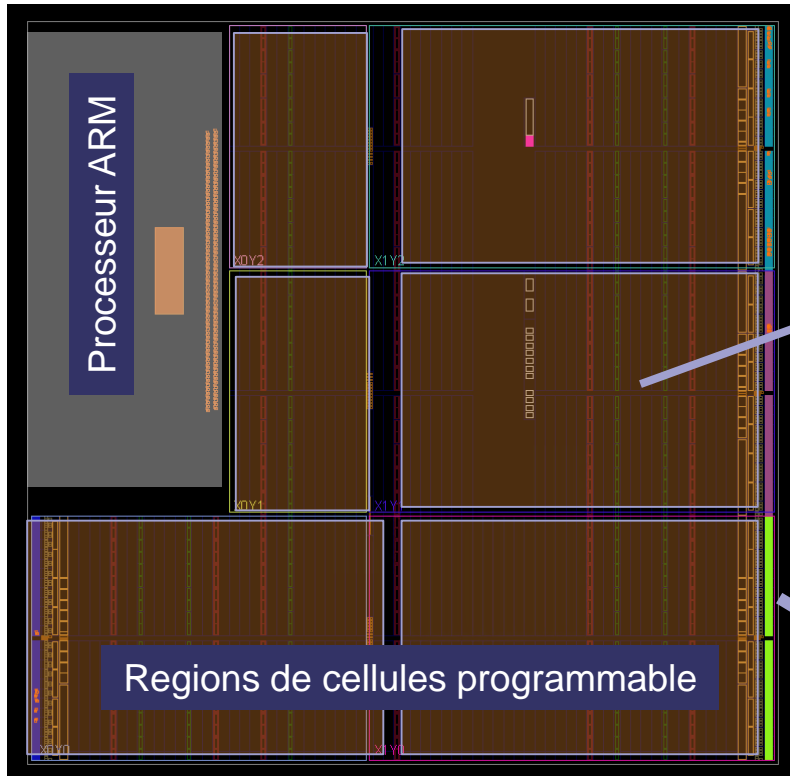 Processeur ARM
X0Y2
X1Y2
X0Y1
X1Y1
Regions de cellules programmable
X0Y0
X1Y0